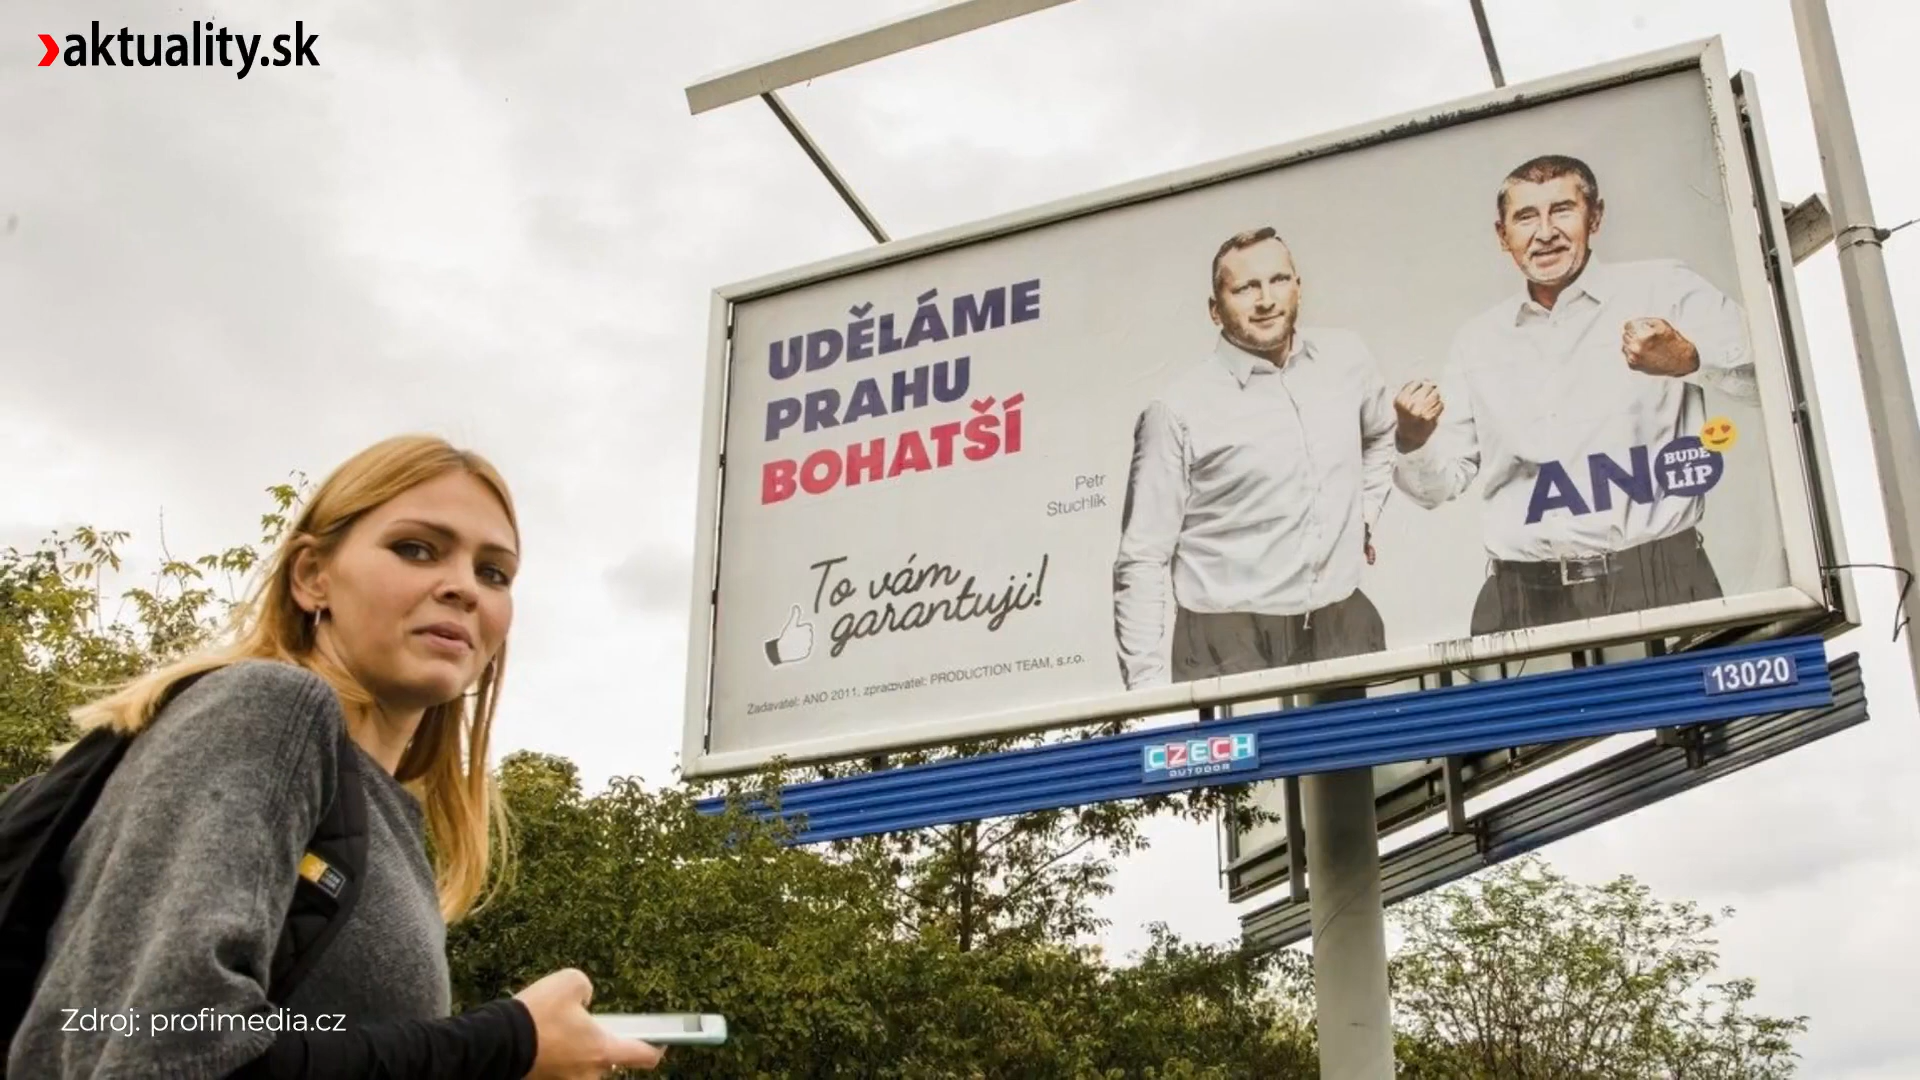 aktuality.sk
UDĚLÁME
PRAHU
BOHATŠÍ
Petr
Stuchlík
To vám
garantuji!
Zadavatel: ANO 2011, zpracovatel: PRODUCTION TEAM, s.r.o.
ANO
BUDE
LÍP
13020
CZECH
OUTDOOR
Zdroj: profimedia.cz